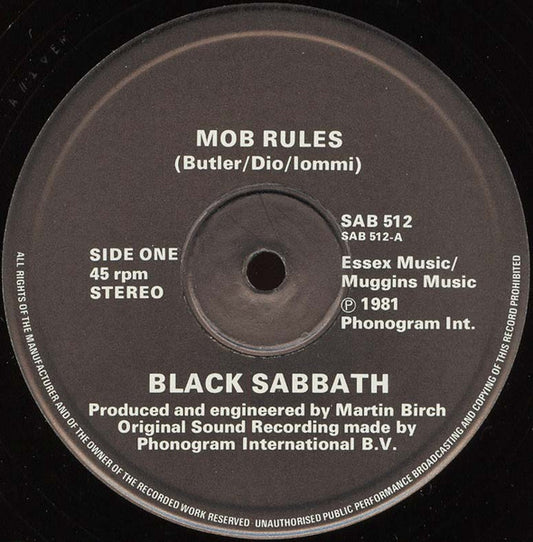 MOB RULES
(Butler/Dio/Iommi)
SAB 512
SAB 512-A
SIDE ONE
45 rpm
STEREO
Essex Music/
Muggins Music
Ⓟ 1981
Phonogram Int.
BLACK SABBATH
Produced and engineered by Martin Birch
Original Sound Recording made by
Phonogram International B.V.
ALL RIGHTS OF THE MANUFACTURER AND OF THE OWNER OF THE RECORDED WORK RESERVED · UNAUTHORISED PUBLIC PERFORMANCE BROADCASTING AND COPYING OF THIS RECORD PROHIBITED